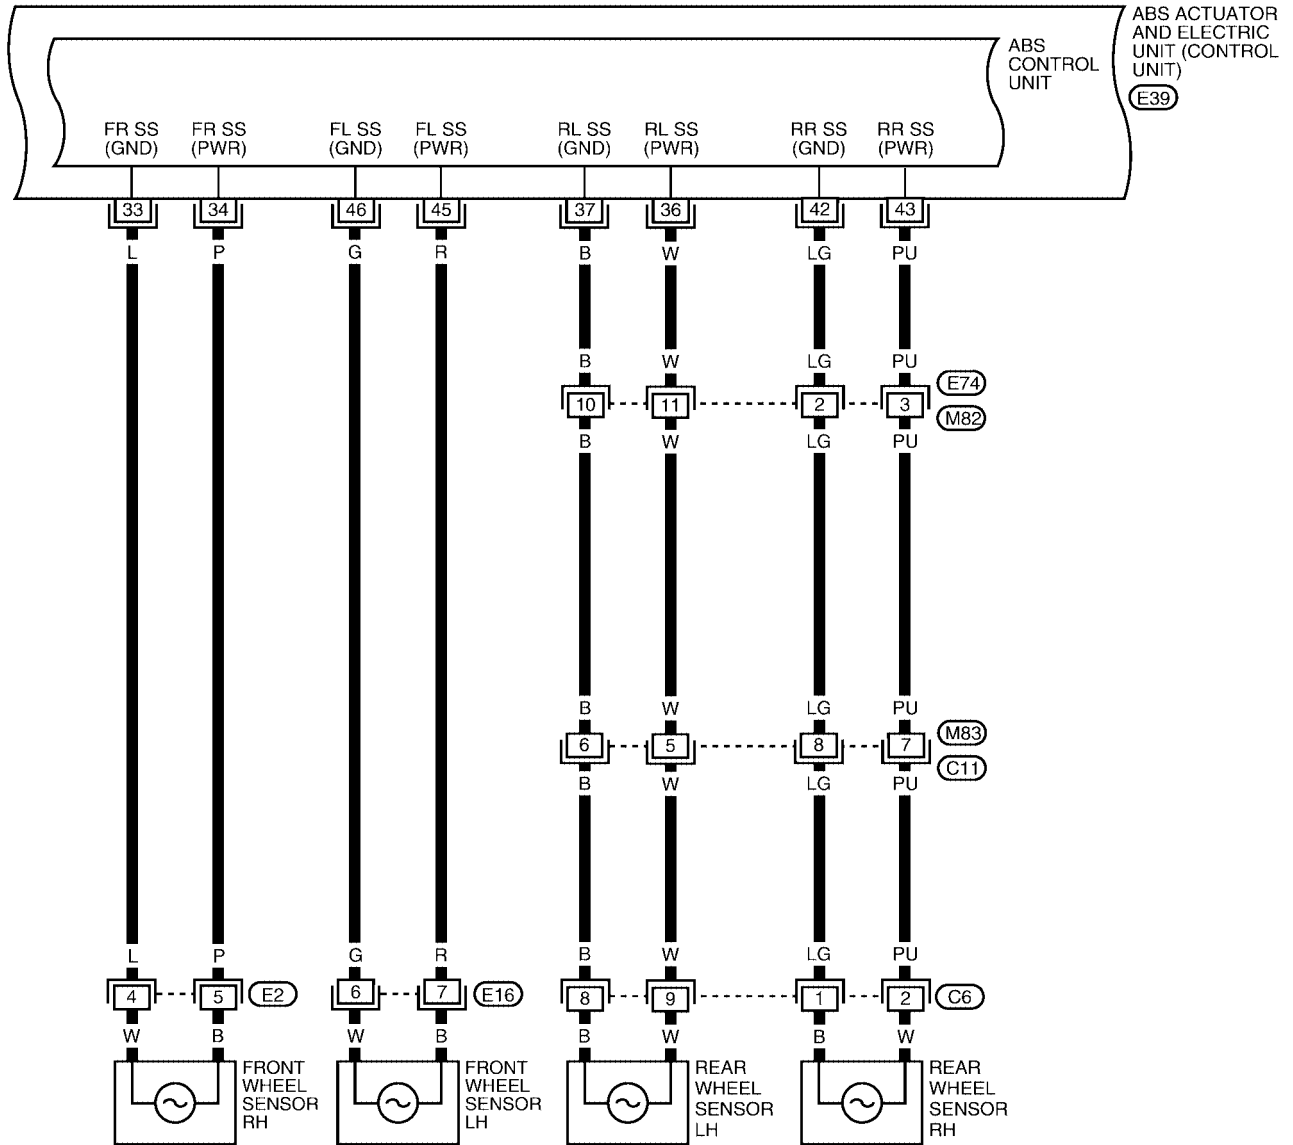 ABS ACTUATOR
AND ELECTRIC
UNIT (CONTROL
UNIT)
E39
ABS
CONTROL
UNIT
FR SS
(GND)
FR SS
(PWR)
FL SS
(GND)
FL SS
(PWR)
RL SS
(GND)
RL SS
(PWR)
RR SS
(GND)
RR SS
(PWR)
33 34 46 45 37 36 42 43
L P G R B W LG PU
B W LG PU
E74
10 11 2 3
M82
B W LG PU
B W LG PU
M83
6 5 8 7
C11
B W LG PU
L P G R B W LG PU
4 5 E2 6 7 E16 8 9 1 2 C6
W B W B B W B W
FRONT
WHEEL
SENSOR
RH
FRONT
WHEEL
SENSOR
LH
REAR
WHEEL
SENSOR
LH
REAR
WHEEL
SENSOR
RH